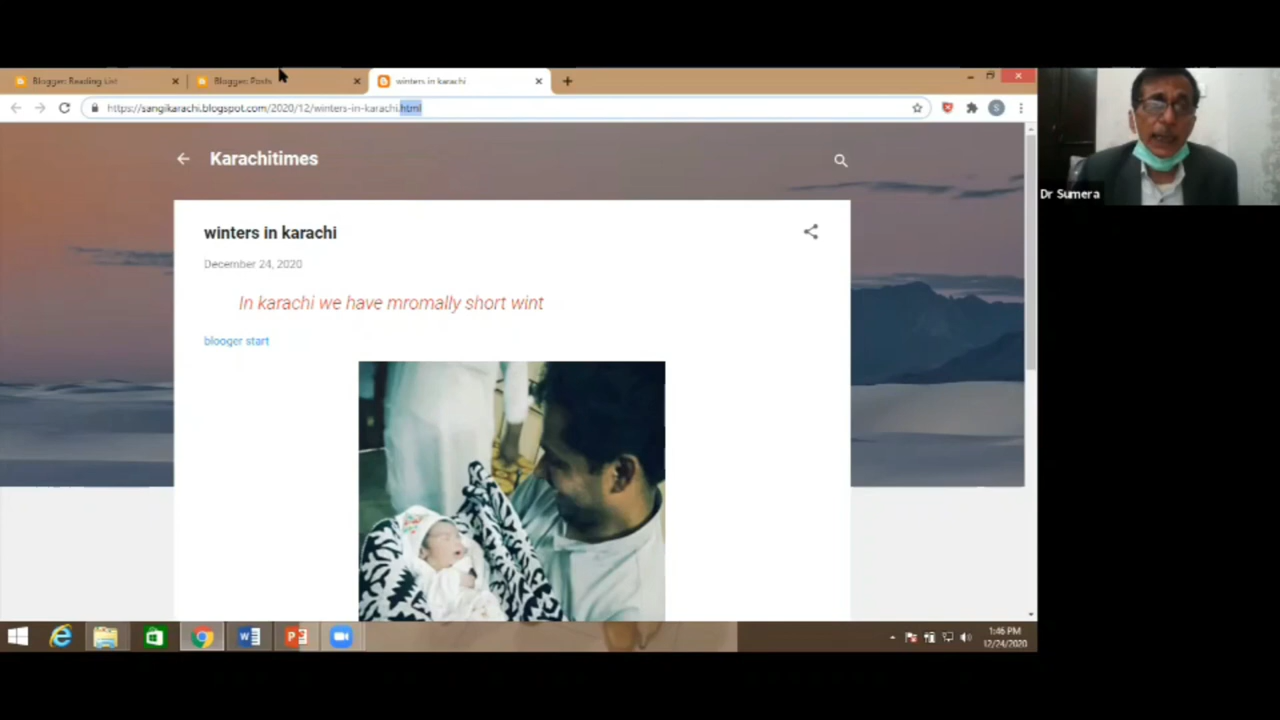 Blogger: Reading List
Blogger: Posts
winters in karachi
https://sangikarachi.blogspot.com/2020/12/winters-in-karachi.html
S
Karachitimes
Dr Sumera
winters in karachi
December 24, 2020
In karachi we have mromally short wint
blooger start
1:46 PM
12/24/2020